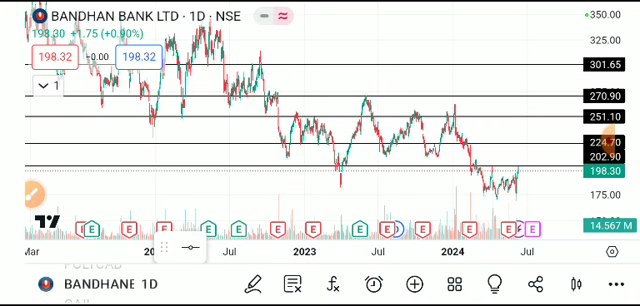 BANDHAN BANK LTD · 1D · NSE
198.30 +1.75 (+0.90%)
198.32 −0.00 198.32
1
350.00
325.00
301.65
270.90
251.10
224.70
202.90
198.30
175.00
14.567 M
E E E E E E E E E E E E E E
Mar Jul 2023 Jul 2024 Jul
BANDHANB 1D